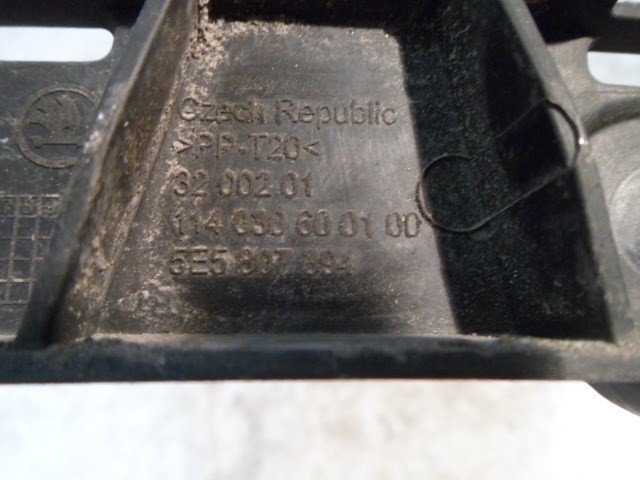 Czech Republic
>PP-T20<
32 002 01
114 030 60 01 00
5E5 807 394